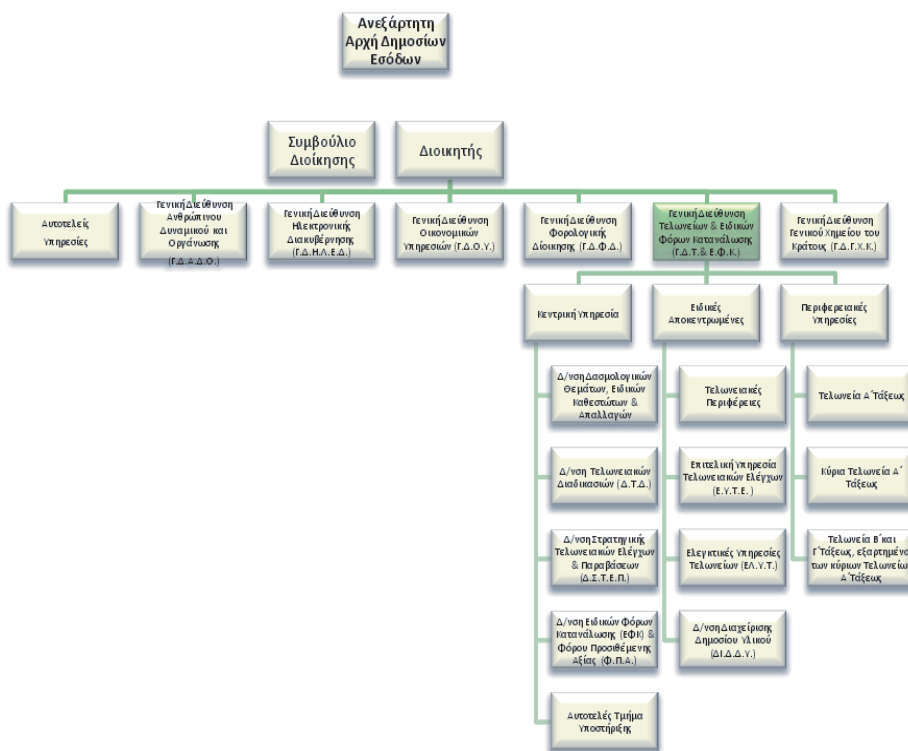 Ανεξάρτητη
Αρχή Δημοσίων
Εσόδων
Συμβούλιο
Διοίκησης
Διοικητής
Αυτοτελείς
Υπηρεσίες
Γενική Διεύθυνση
Ανθρώπινου
Δυναμικού και
Οργάνωσης
(Γ.Δ.Α.Δ.Ο.)
Γενική Διεύθυνση
Ηλεκτρονικής
Διακυβέρνησης
(Γ.Δ.Η.Λ.Ε.Δ.)
Γενική Διεύθυνση
Οικονομικών
Υπηρεσιών (Γ.Δ.Ο.Υ.)
Γενική Διεύθυνση
Φορολογικής
Διοίκησης (Γ.Δ.Φ.Δ.)
Γενική Διεύθυνση
Τελωνείων & Ειδικών
Φόρων Κατανάλωσης
(Γ.Δ.Τ.& Ε.Φ.Κ.)
Γενική Διεύθυνση
Γενικού Χημείου του
Κράτους (Γ.Δ.Γ.Χ.Κ.)
Κεντρική Υπηρεσία
Ειδικές
Αποκεντρωμένες
Περιφερειακές
Υπηρεσίες
Δ/νση Δασμολογικών
Θεμάτων, Ειδικών
Καθεστώτων &
Απαλλαγών
Δ/νση Τελωνειακών
Διαδικασιών (Δ.Τ.Δ.)
Δ/νση Στρατηγικής
Τελωνειακών Ελέγχων
& Παραβάσεων
(Δ.Σ.Τ.Ε.Π.)
Δ/νση Ειδικών Φόρων
Κατανάλωσης (ΕΦΚ) &
Φόρου Προσιθέμενης
Αξίας (Φ.Π.Α.)
Αυτοτελές Τμήμα
Υποστήριξης
Τελωνειακές
Περιφέρειες
Επιτελική Υπηρεσία
Τελωνειακών Ελέγχων
(Ε.Υ.Τ.Ε.)
Ελεγκτικές Υπηρεσίες
Τελωνείων (ΕΛ.Υ.Τ.)
Δ/νση Διαχείρισης
Δημοσίου Υλικού
(ΔΙ.Δ.Δ.Υ.)
Τελωνεία Α΄Τάξεως
Κύρια Τελωνεία Α΄
Τάξεως
Τελωνεία Β΄και
Γ΄Τάξεως, εξαρτημένα
των κύριων Τελωνείων
Α΄Τάξεως